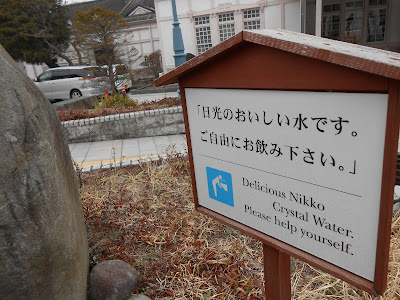 「日光のおいしい水です。
ご自由にお飲み下さい。」
Delicious Nikko
Crystal Water.
Please help yourself.